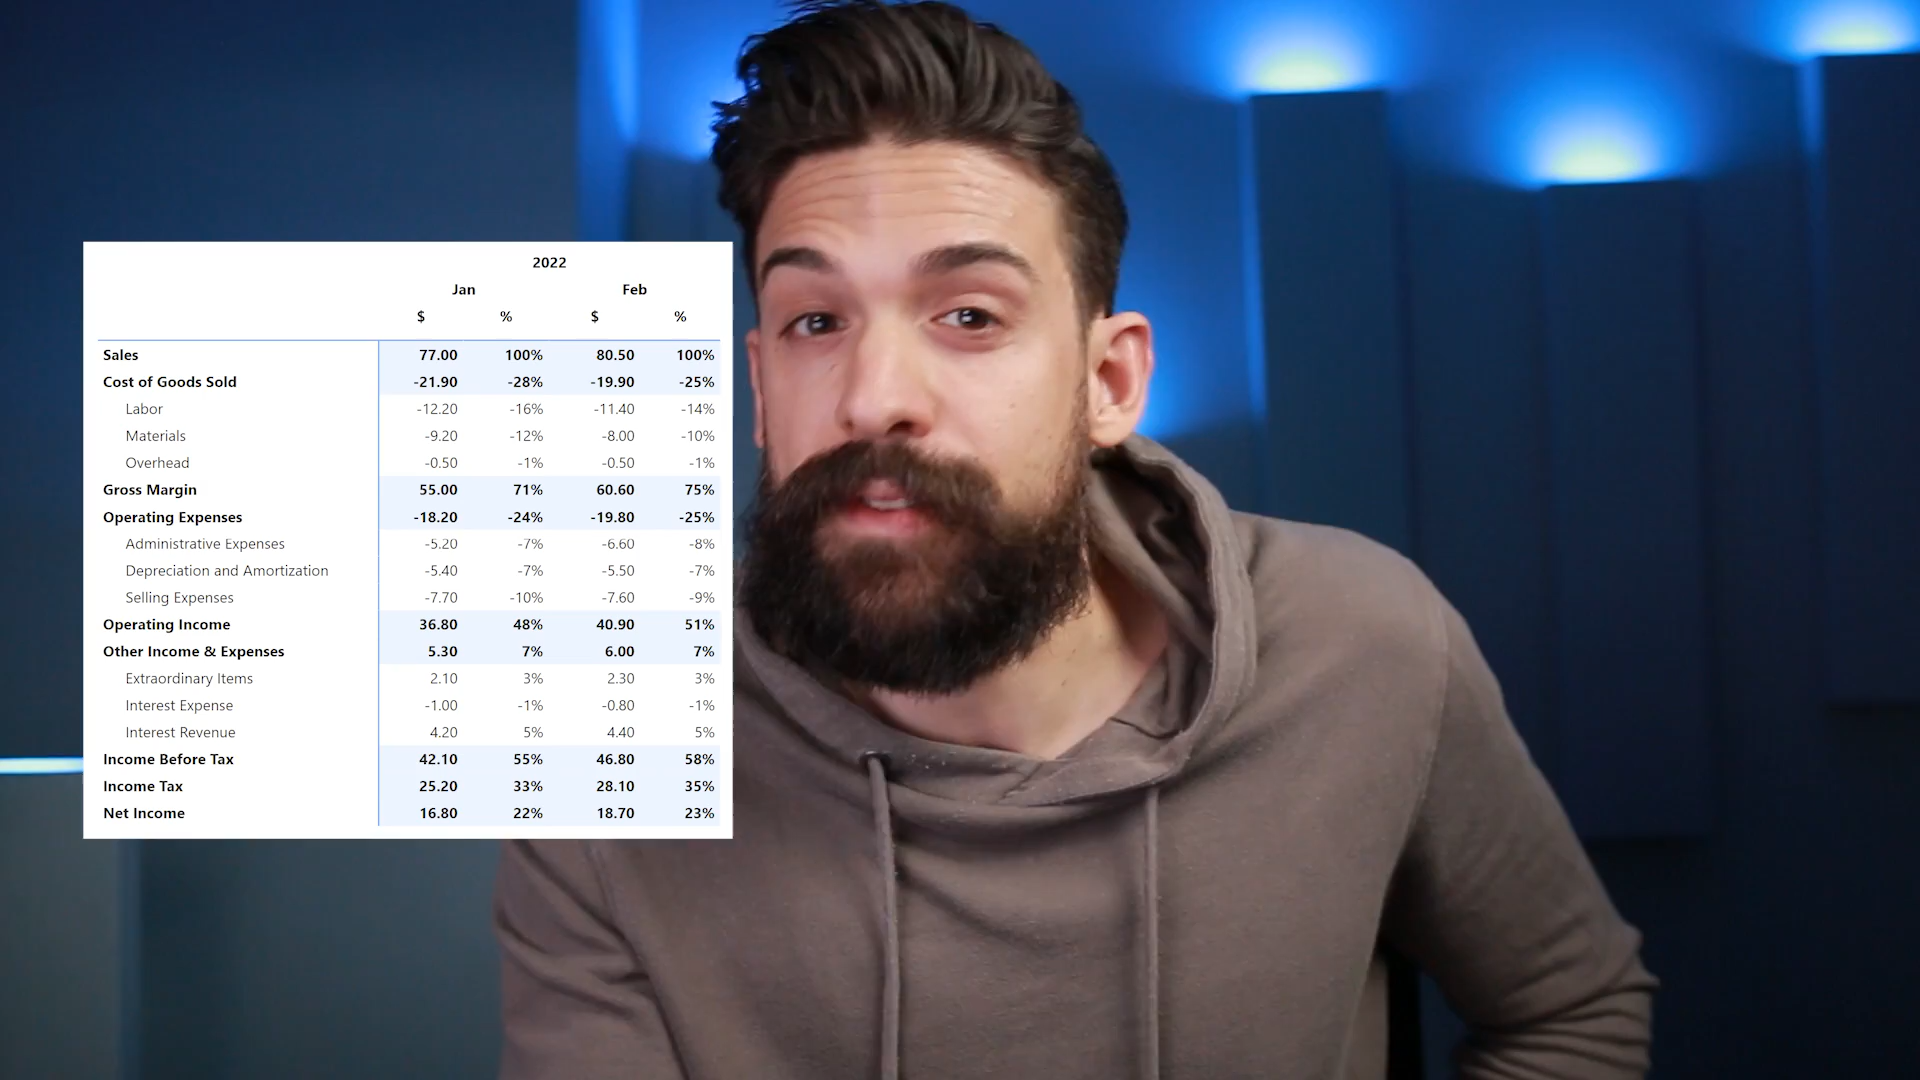 2022
Jan Feb
$ % $ %
Sales 77.00 100% 80.50 100%
Cost of Goods Sold -21.90 -28% -19.90 -25%
Labor -12.20 -16% -11.40 -14%
Materials -9.20 -12% -8.00 -10%
Overhead -0.50 -1% -0.50 -1%
Gross Margin 55.00 71% 60.60 75%
Operating Expenses -18.20 -24% -19.80 -25%
Administrative Expenses -5.20 -7% -6.60 -8%
Depreciation and Amortization -5.40 -7% -5.50 -7%
Selling Expenses -7.70 -10% -7.60 -9%
Operating Income 36.80 48% 40.90 51%
Other Income & Expenses 5.30 7% 6.00 7%
Extraordinary Items 2.10 3% 2.30 3%
Interest Expense -1.00 -1% -0.80 -1%
Interest Revenue 4.20 5% 4.40 5%
Income Before Tax 42.10 55% 46.80 58%
Income Tax 25.20 33% 28.10 35%
Net Income 16.80 22% 18.70 23%